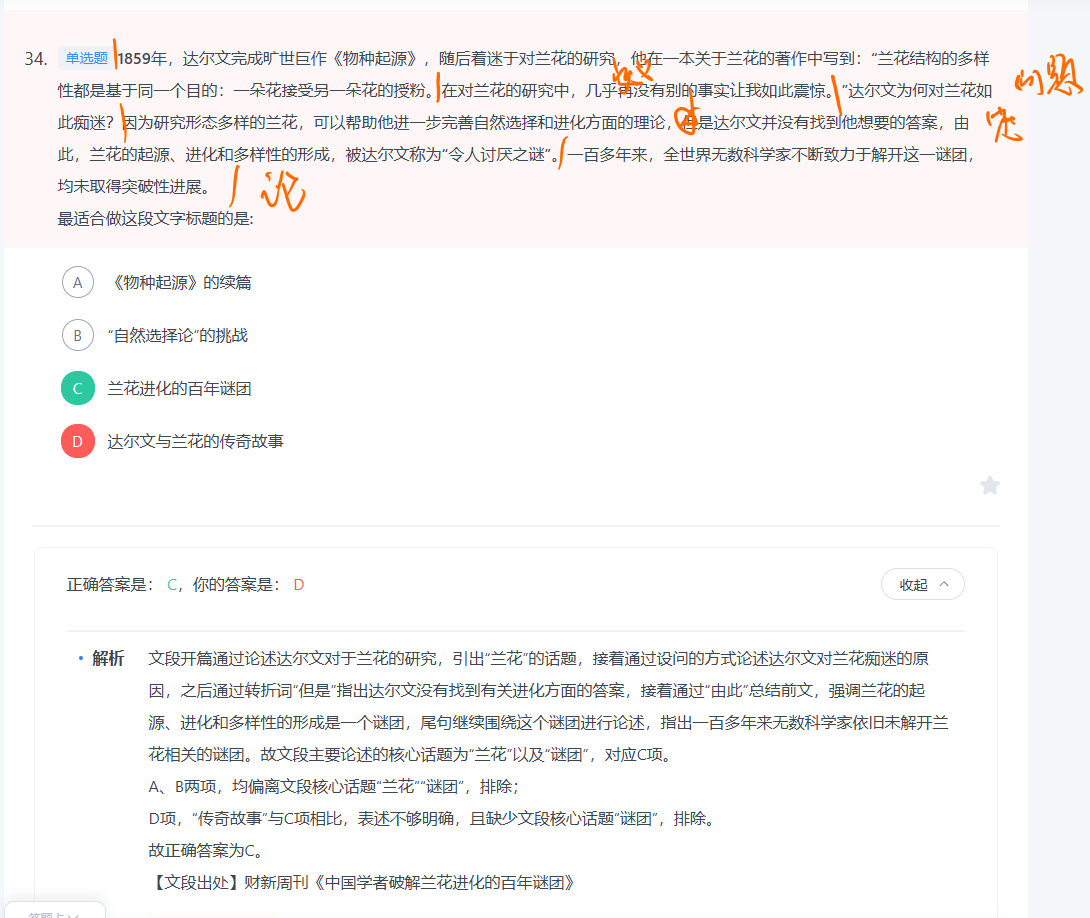 34. 单选题 1859年，达尔文完成旷世巨作《物种起源》，随后着迷于对兰花的研究，他在一本关于兰花的著作中写到：“兰花结构的多样
性都是基于同一个目的：一朵花接受另一朵花的授粉。在对兰花的研究中，几乎再没有别的事实让我如此震惊。”达尔文为何对兰花如
此痴迷？因为研究形态多样的兰花，可以帮助他进一步完善自然选择和进化方面的理论，但是达尔文并没有找到他想要的答案，由
此，兰花的起源、进化和多样性的形成，被达尔文称为“令人讨厌之谜”。一百多年来，全世界无数科学家不断致力于解开这一谜团，
均未取得突破性进展。
问题
论
最适合做这段文字标题的是:
A 《物种起源》的续篇
B “自然选择论”的挑战
C 兰花进化的百年谜团
D 达尔文与兰花的传奇故事
正确答案是： C，你的答案是： D
收起
解析 文段开篇通过论述达尔文对于兰花的研究，引出“兰花”的话题，接着通过设问的方式论述达尔文对兰花痴迷的原
因，之后通过转折词“但是”指出达尔文没有找到有关进化方面的答案，接着通过“由此”总结前文，强调兰花的起
源、进化和多样性的形成是一个谜团，尾句继续围绕这个谜团进行论述，指出一百多年来无数科学家依旧未解开兰
花相关的谜团。故文段主要论述的核心话题为“兰花”以及“谜团”，对应C项。
A、B两项，均偏离文段核心话题“兰花”“谜团”，排除；
D项，“传奇故事”与C项相比，表述不够明确，且缺少文段核心话题“谜团”，排除。
故正确答案为C。
【文段出处】财新周刊《中国学者破解兰花进化的百年谜团》